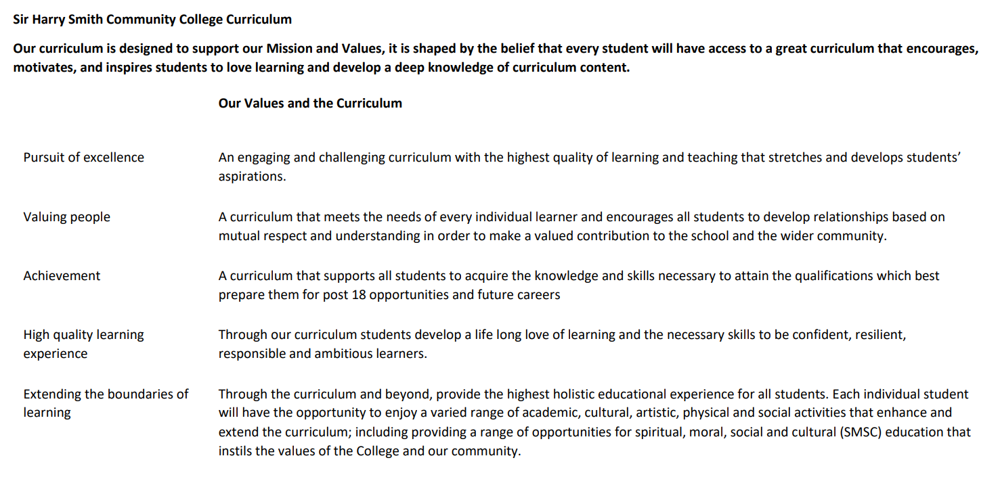 Sir Harry Smith Community College Curriculum
Our curriculum is designed to support our Mission and Values, it is shaped by the belief that every student will have access to a great curriculum that encourages,
motivates, and inspires students to love learning and develop a deep knowledge of curriculum content.
Our Values and the Curriculum
Pursuit of excellence
An engaging and challenging curriculum with the highest quality of learning and teaching that stretches and develops students’
aspirations.
Valuing people
A curriculum that meets the needs of every individual learner and encourages all students to develop relationships based on
mutual respect and understanding in order to make a valued contribution to the school and the wider community.
Achievement
A curriculum that supports all students to acquire the knowledge and skills necessary to attain the qualifications which best
prepare them for post 18 opportunities and future careers
High quality learning
experience
Through our curriculum students develop a life long love of learning and the necessary skills to be confident, resilient,
responsible and ambitious learners.
Extending the boundaries of
learning
Through the curriculum and beyond, provide the highest holistic educational experience for all students. Each individual student
will have the opportunity to enjoy a varied range of academic, cultural, artistic, physical and social activities that enhance and
extend the curriculum; including providing a range of opportunities for spiritual, moral, social and cultural (SMSC) education that
instils the values of the College and our community.